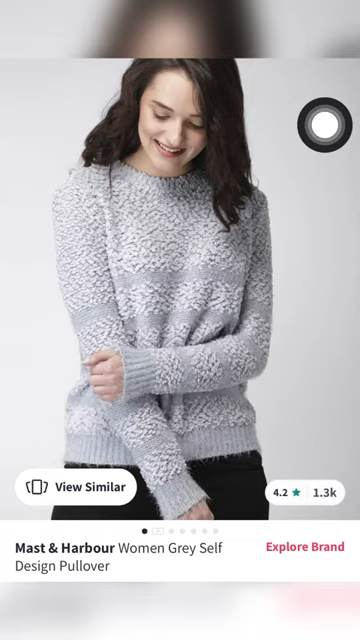 View Similar
4.2 ★ | 1.3k
Mast & Harbour Women Grey Self
Design Pullover
Explore Brand